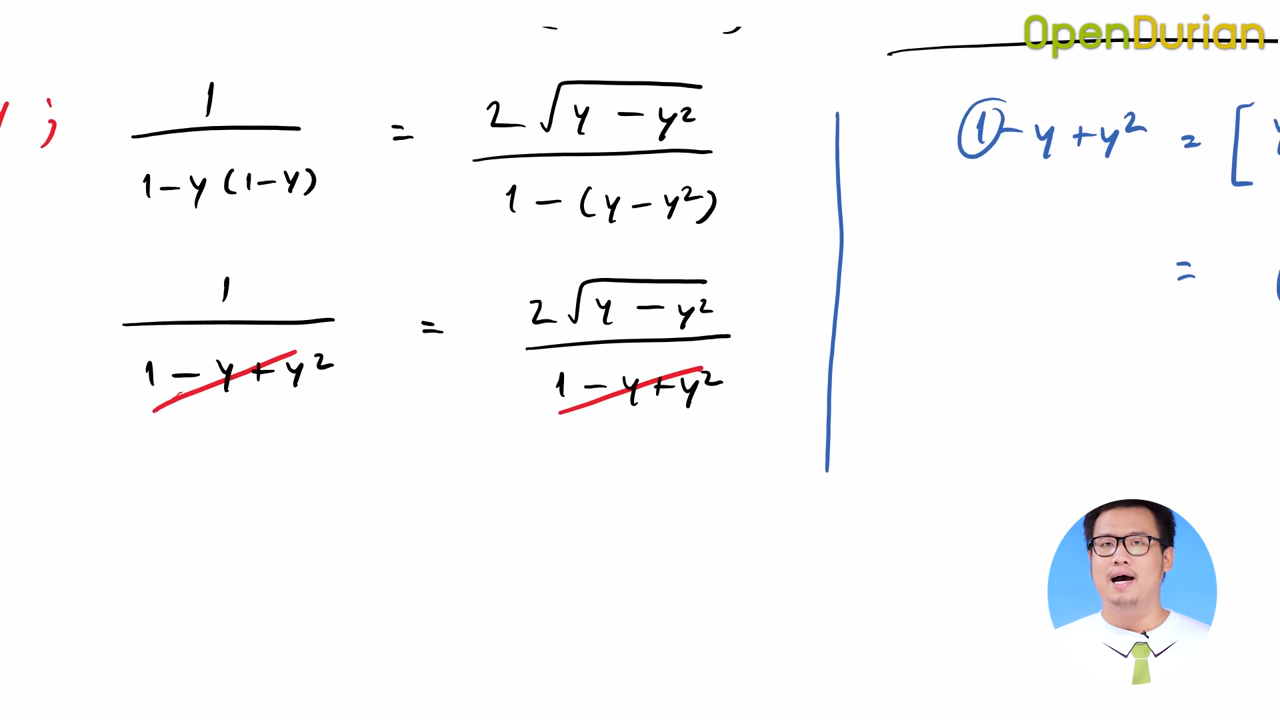 OpenDurian
; 1 / (1-y(1-y)) = 2√(y-y²) / (1-(y-y²))
1 / (1-y+y²) = 2√(y-y²) / (1-y+y²)
1-y+y² = [
=